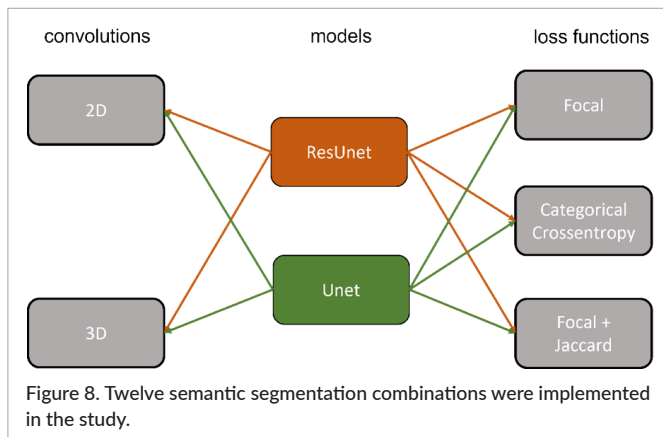 convolutions models loss functions
2D
ResUnet
Focal
Categorical
Crossentropy
Unet
3D
Focal +
Jaccard
Figure 8. Twelve semantic segmentation combinations were implemented
in the study.